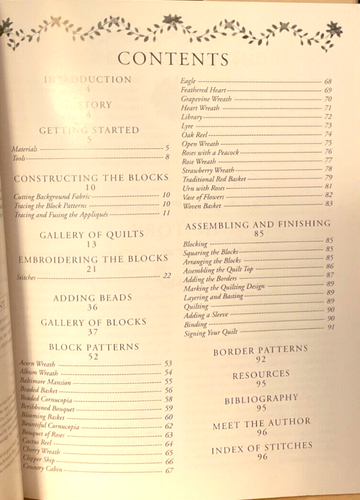 CONTENTS
INTRODUCTION
4
STORY
4
GETTING STARTED
5
Materials 5
Tools 8
CONSTRUCTING THE BLOCKS
10
Cutting Background Fabric 10
Tracing the Block Patterns 10
Tracing and Fusing the Appliqués 11
GALLERY OF QUILTS
13
EMBROIDERING THE BLOCKS
21
Stitches 22
ADDING BEADS
36
GALLERY OF BLOCKS
37
BLOCK PATTERNS
52
Acorn Wreath 53
Album Wreath 54
Baltimore Mansion 55
Beaded Basket 56
Beaded Cornucopia 58
Beribboned Bouquet 59
Blooming Basket 60
Bountiful Cornucopia 62
Bouquet of Roses 63
Cactus Reel 64
Cherry Wreath 65
Clipper Ship 66
Country Cabin 67
Eagle 68
Feathered Heart 69
Grapevine Wreath 70
Heart Wreath 71
Library 72
Lyre 73
Oak Reel 74
Open Wreath 75
Roses with a Peacock 76
Rose Wreath 77
Strawberry Wreath 78
Traditional Red Basket 79
Urn with Roses 81
Vase of Flowers 82
Woven Basket 83
ASSEMBLING AND FINISHING
85
Blocking 85
Squaring the Blocks 85
Arranging the Blocks 85
Assembling the Quilt Top 86
Adding the Borders 87
Marking the Quilting Design 89
Layering and Basting 89
Quilting 89
Adding a Sleeve 90
Binding 90
Signing Your Quilt 91
BORDER PATTERNS
92
RESOURCES
95
BIBLIOGRAPHY
95
MEET THE AUTHOR
96
INDEX OF STITCHES
96